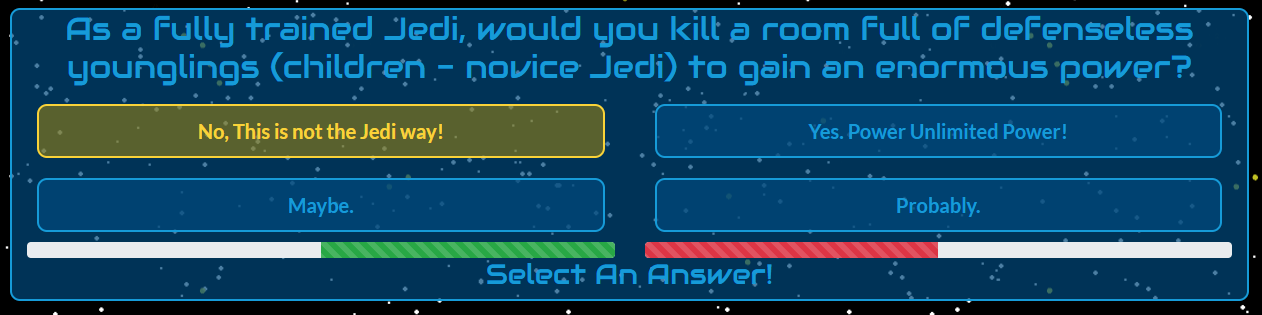 As a fully trained Jedi, would you kill a room full of defenseless
younglings (children - novice Jedi) to gain an enormous power?
No, This is not the Jedi way!
Yes. Power Unlimited Power!
Maybe.
Probably.
Select An Answer!